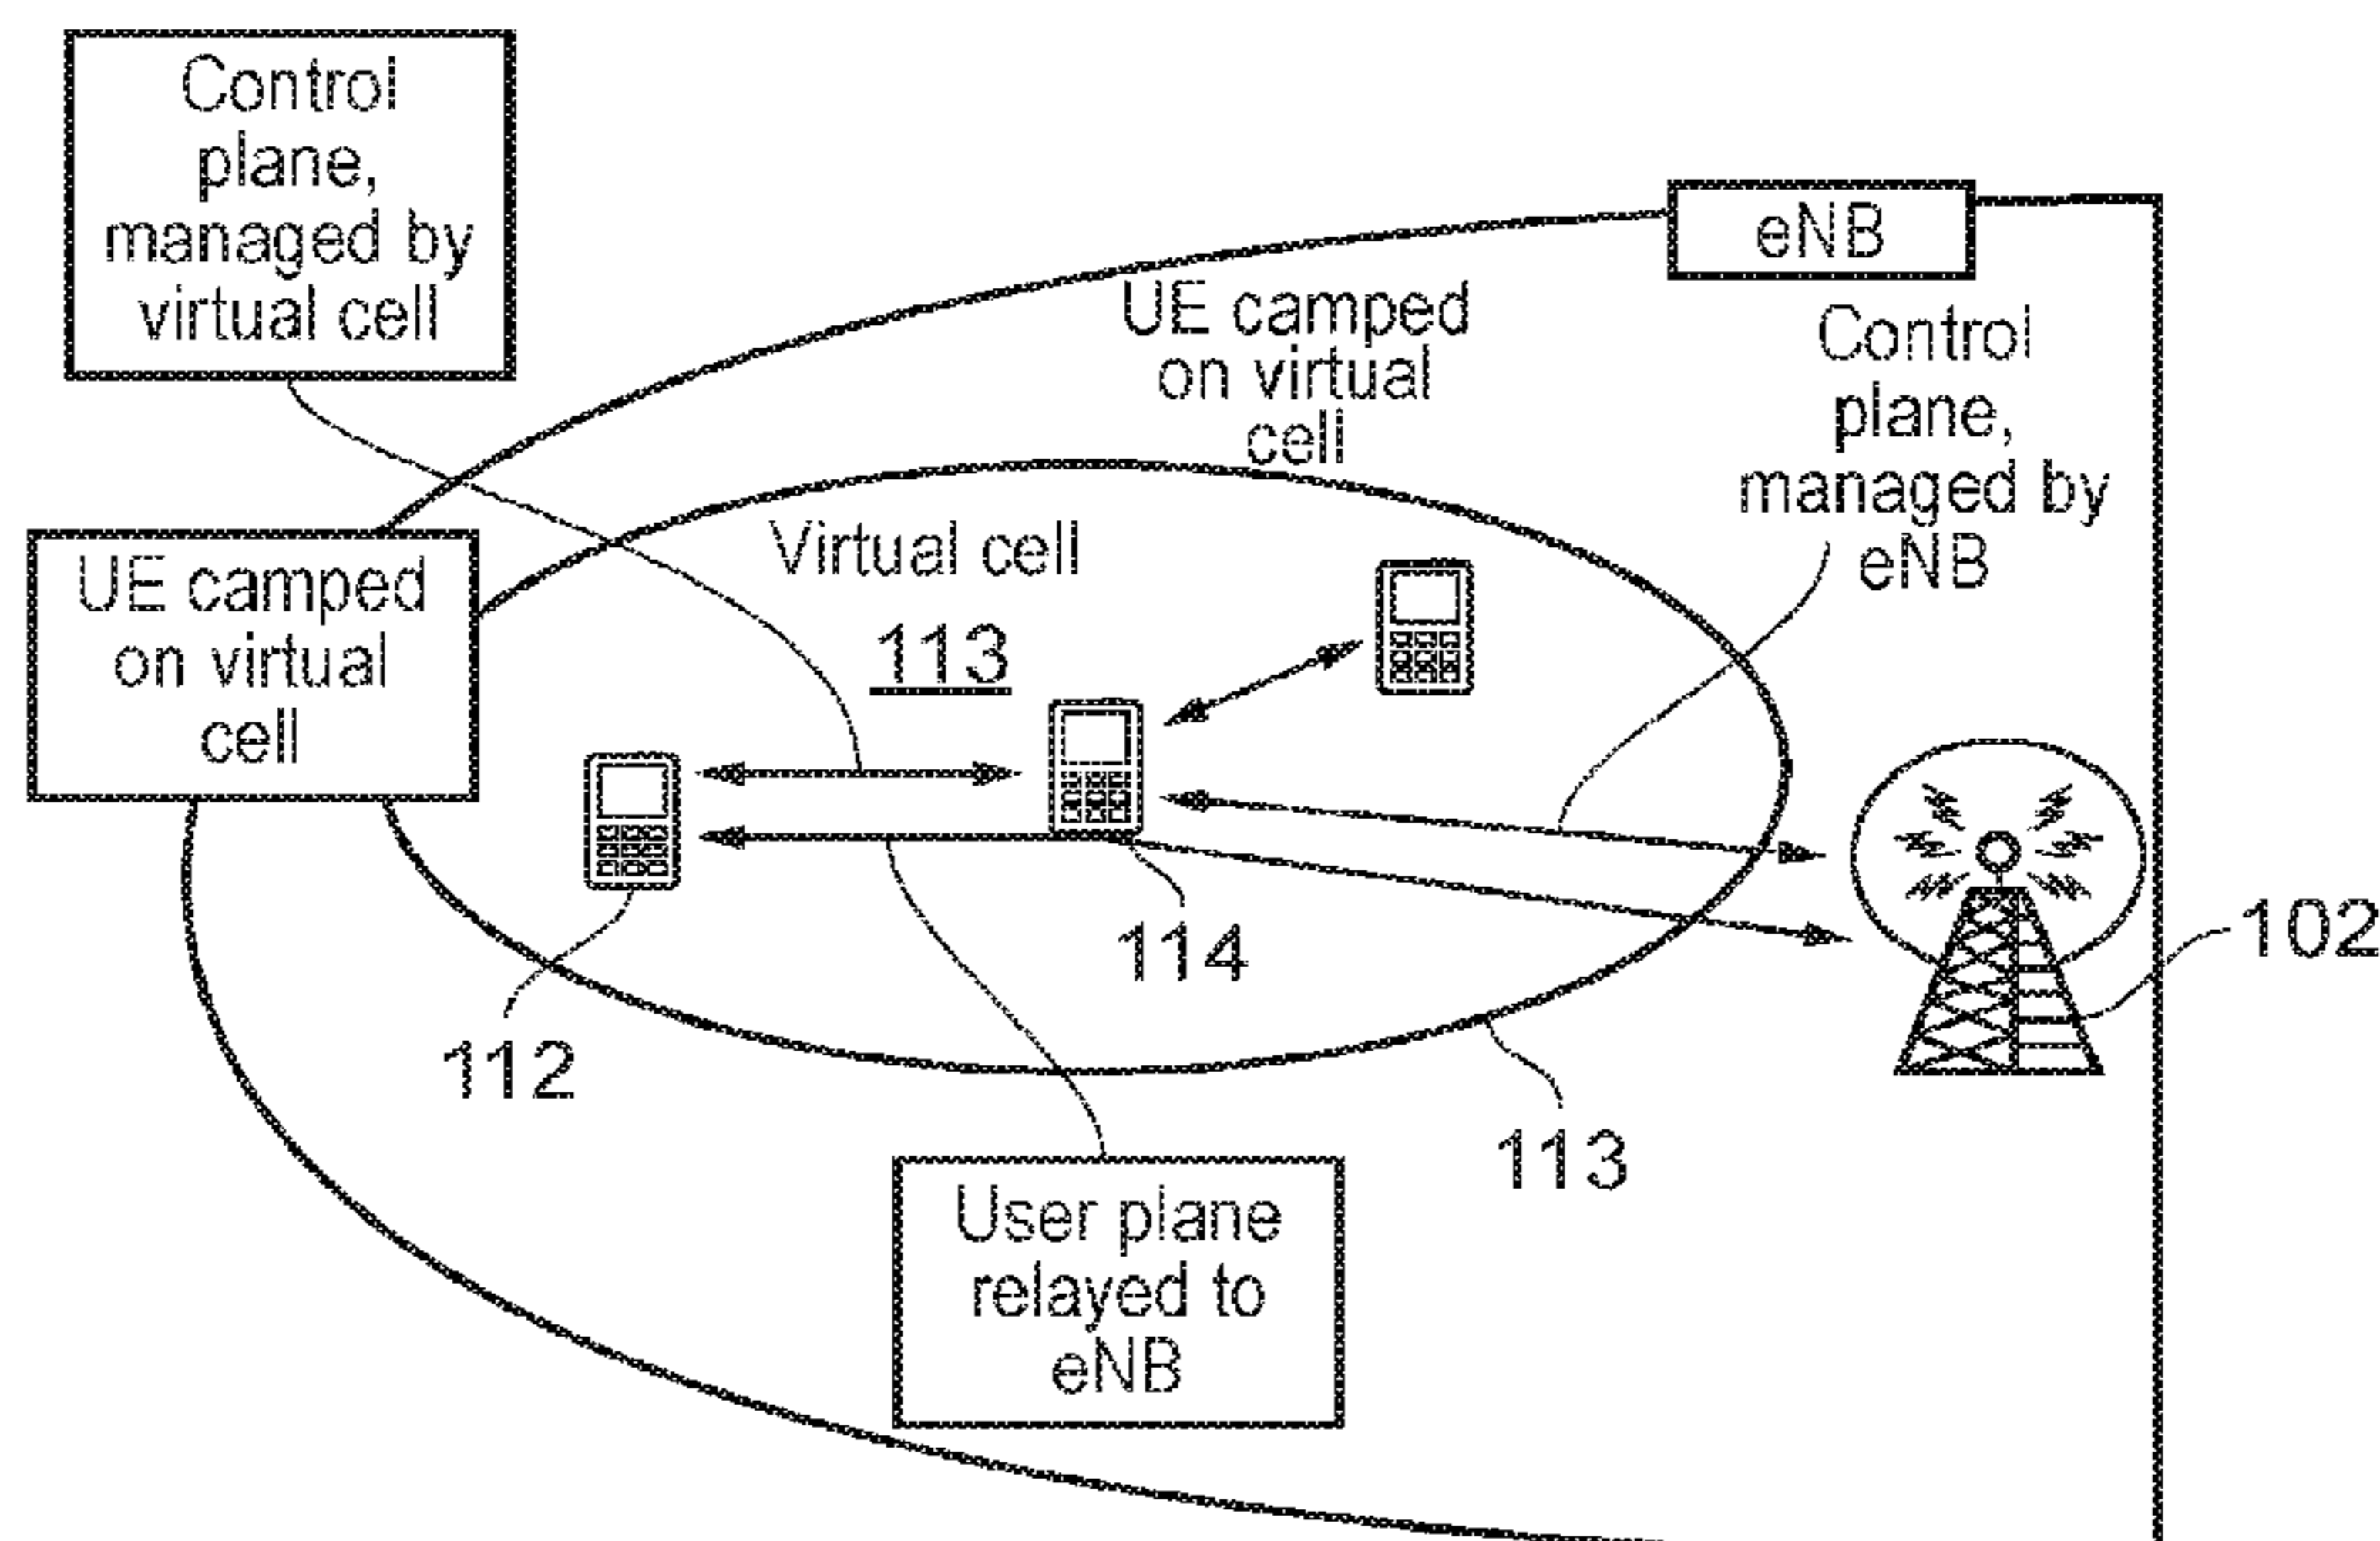 Control
plane,
managed by
virtual cell
eNB
UE camped
on virtual
cell
Control
plane,
managed by
eNB
UE camped
on virtual
cell
Virtual cell
113
114
102
112
113
User plane
relayed to
eNB